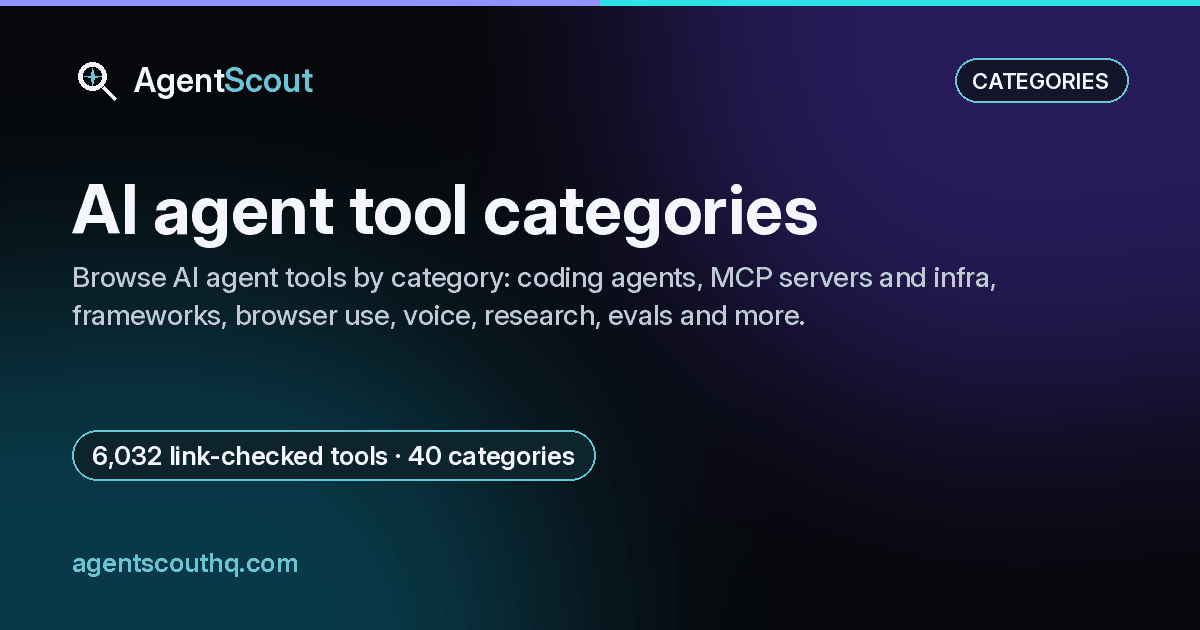 AgentScout
CATEGORIES
AI agent tool categories
Browse AI agent tools by category: coding agents, MCP servers and infra,
frameworks, browser use, voice, research, evals and more.
6,032 link-checked tools · 40 categories
agentscouthq.com